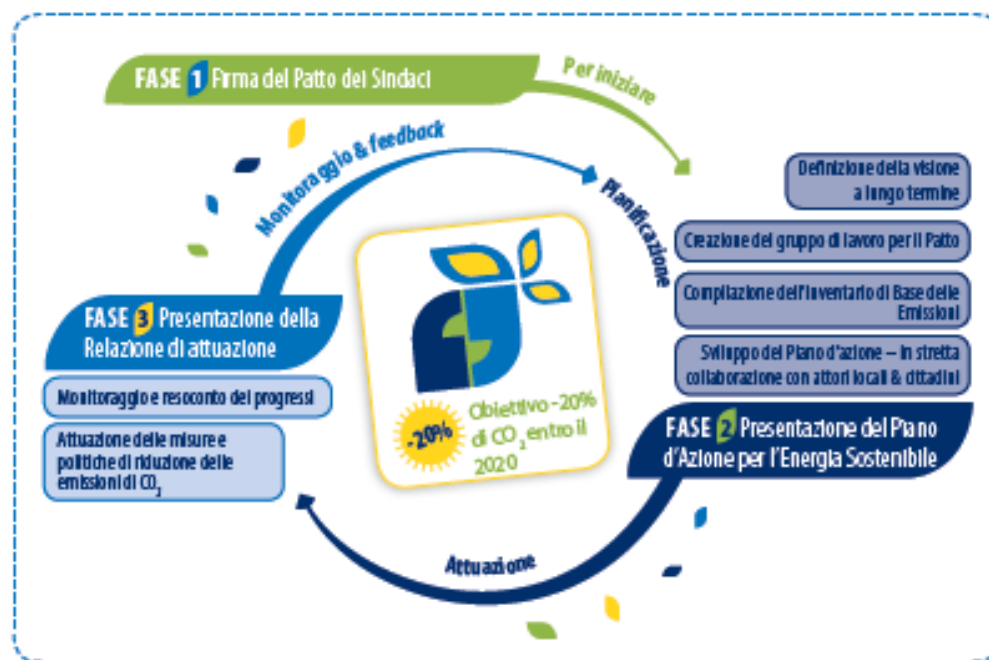 FASE 1 Firma del Patto dei Sindaci
Per iniziare
Monitoraggio & feedback
Pianificazione
Definizione della visione
a lungo termine
Creazione del gruppo di lavoro per il Patto
Compilazione dell'Inventario di Base delle
Emissioni
Sviluppo del Piano d'azione – in stretta
collaborazione con attori locali & cittadini
FASE 2 Presentazione del Piano
d'Azione per l'Energia Sostenibile
Attuazione
FASE 3 Presentazione della
Relazione di attuazione
Monitoraggio e resoconto dei progressi
Attuazione delle misure e
politiche di riduzione delle
emissioni di CO₂
-20%
Obiettivo -20%
di CO₂ entro il
2020